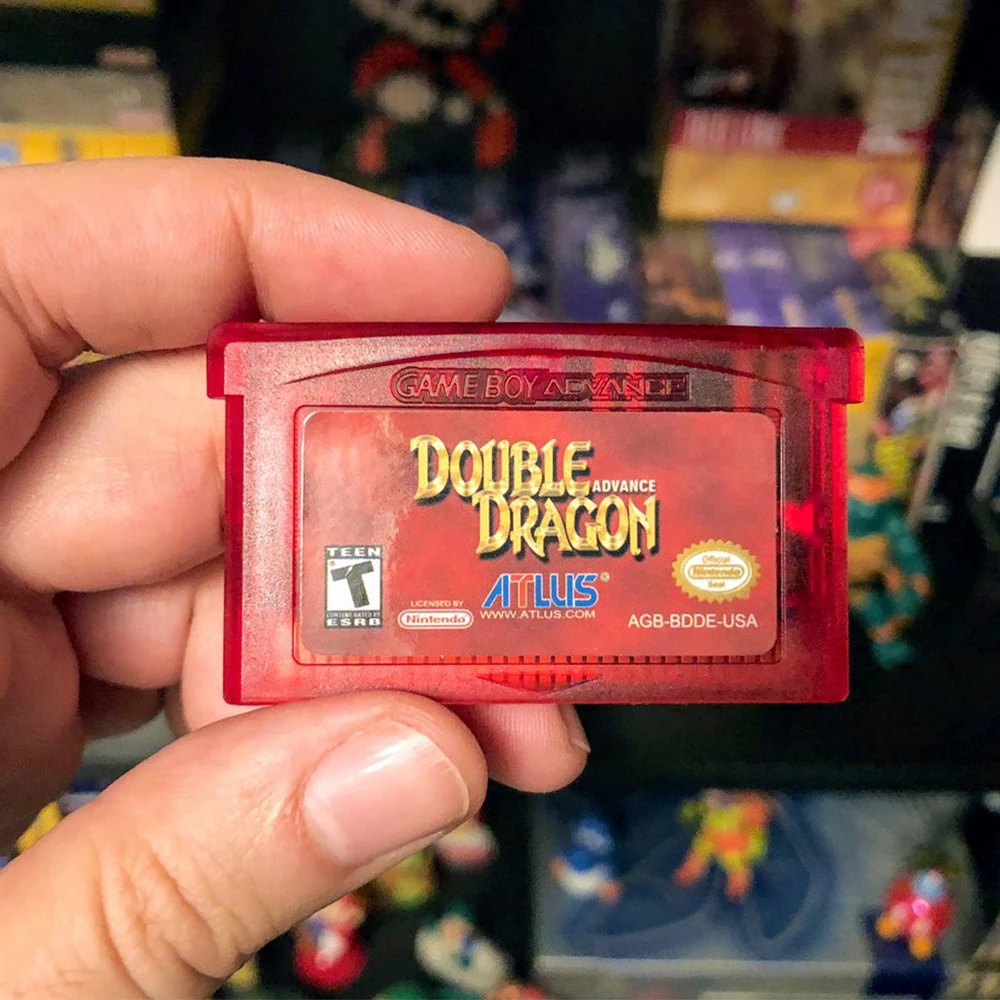 GAME BOY ADVANCE
DOUBLE
ADVANCE
DRAGON
TEEN
T
CONTENT RATED BY
ESRB
LICENSED BY
Nintendo
ATLUS®
WWW.ATLUS.COM
Official
Nintendo
Seal
AGB-BDDE-USA